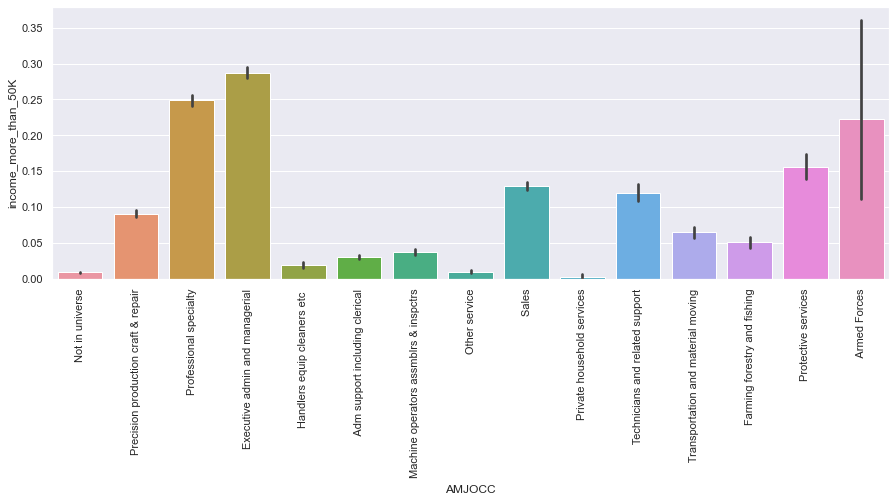 income_more_than_50K
0.35
0.30
0.25
0.20
0.15
0.10
0.05
0.00
Not in universe
Precision production craft & repair
Professional specialty
Executive admin and managerial
Handlers equip cleaners etc
Adm support including clerical
Machine operators assmblrs & inspctrs
Other service
Sales
Private household services
Technicians and related support
Transportation and material moving
Farming forestry and fishing
Protective services
Armed Forces
AMJOCC